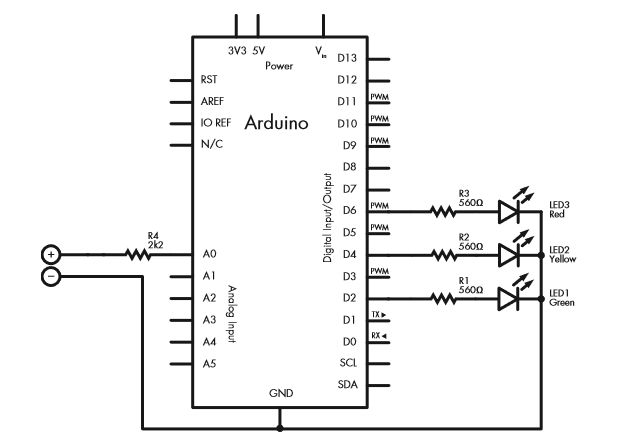 3V3 5V Vin
Power
RST
AREF
IO REF
N/C
Arduino
D13
D12
D11 PWM
D10 PWM
D9 PWM
D8
D7
D6 PWM
D5 PWM
D4
D3 PWM
D2
D1 TX ▶
D0 RX ◀
SCL
SDA
Digital Input/Output
R4
2k2
+
−
A0
A1
A2
A3
A4
A5
Analog Input
GND
R3
560Ω
LED3
Red
R2
560Ω
LED2
Yellow
R1
560Ω
LED1
Green